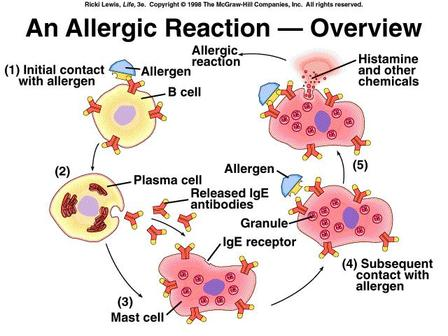 Ricki Lewis, Life, 3e. Copyright © 1998 The McGraw-Hill Companies, Inc. All rights reserved.
An Allergic Reaction — Overview
(1) Initial contact
with allergen
Allergen
B cell
Allergic
reaction
Histamine
and other
chemicals
(2)
Plasma cell
Released IgE
antibodies
Allergen
(5)
Granule
IgE receptor
(3)
Mast cell
(4) Subsequent
contact with
allergen